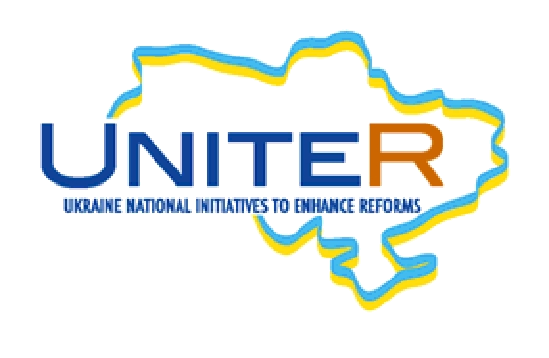 UNITER
UKRAINE NATIONAL INITIATIVES TO ENHANCE REFORMS